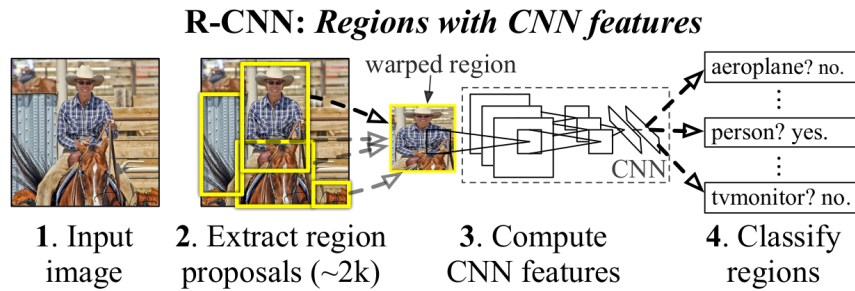 R-CNN: Regions with CNN features
warped region
aeroplane? no.
⋮
person? yes.
⋮
tvmonitor? no.
CNN
1. Input
image
2. Extract region
proposals (~2k)
3. Compute
CNN features
4. Classify
regions